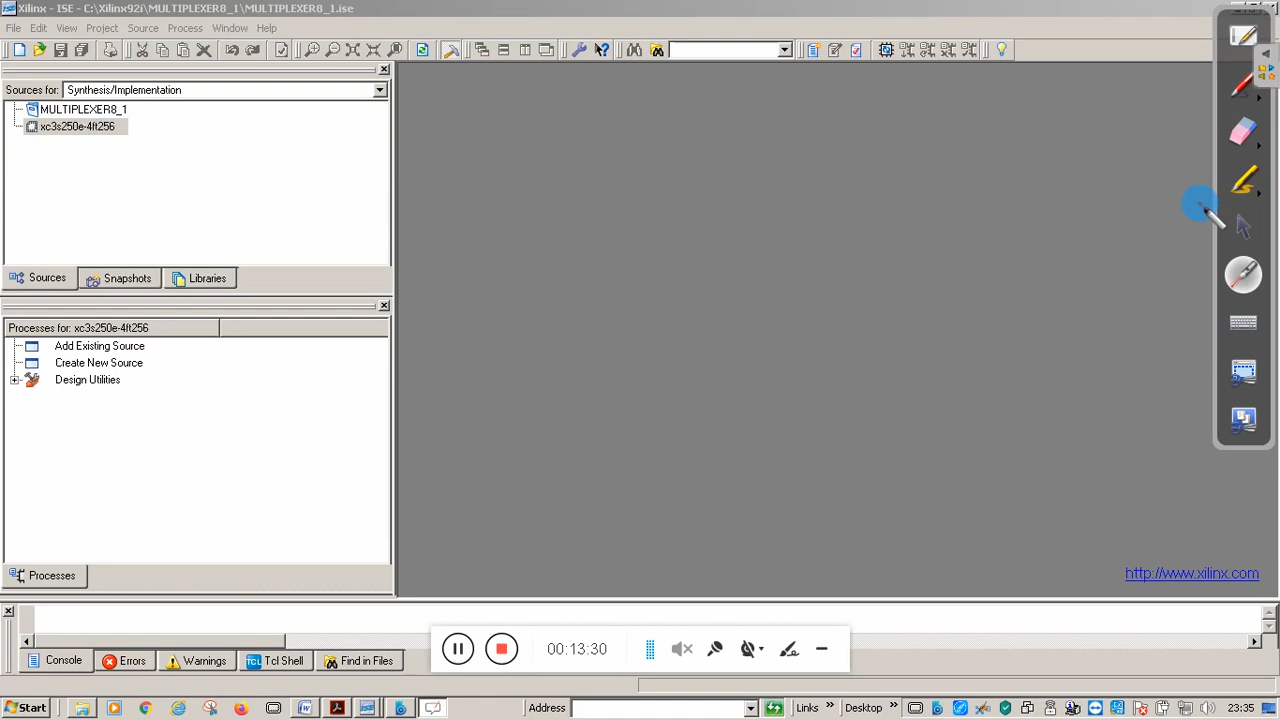 Xilinx - ISE - C:\Xilinx92i\MULTIPLEXER8_1\MULTIPLEXER8_1.ise
File Edit View Project Source Process Window Help
Sources for: Synthesis/Implementation
MULTIPLEXER8_1
xc3s250e-4ft256
Sources Snapshots Libraries
Processes for: xc3s250e-4ft256
Add Existing Source
Create New Source
Design Utilities
Processes
http://www.xilinx.com
00:13:30
Console Errors Warnings TCL Tcl Shell Find in Files
Start Address Links » Desktop » 23:35